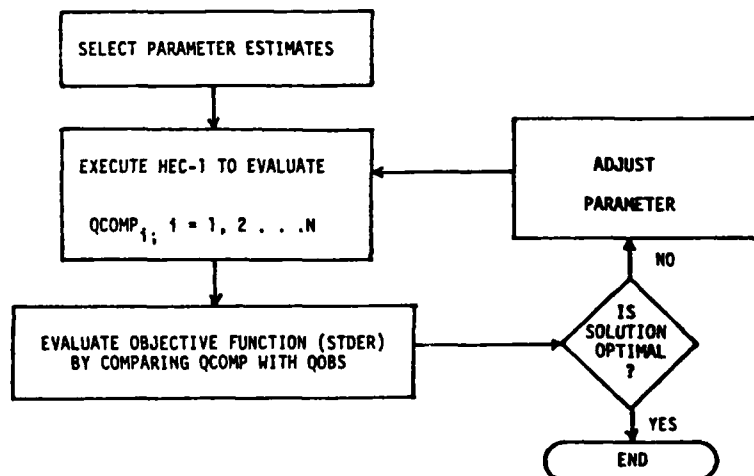 SELECT PARAMETER ESTIMATES
EXECUTE HEC-1 TO EVALUATE
QCOMPi; i = 1, 2 . . .N
EVALUATE OBJECTIVE FUNCTION (STDER)
BY COMPARING QCOMP WITH QOBS
ADJUST
PARAMETER
NO
IS
SOLUTION
OPTIMAL
?
YES
END